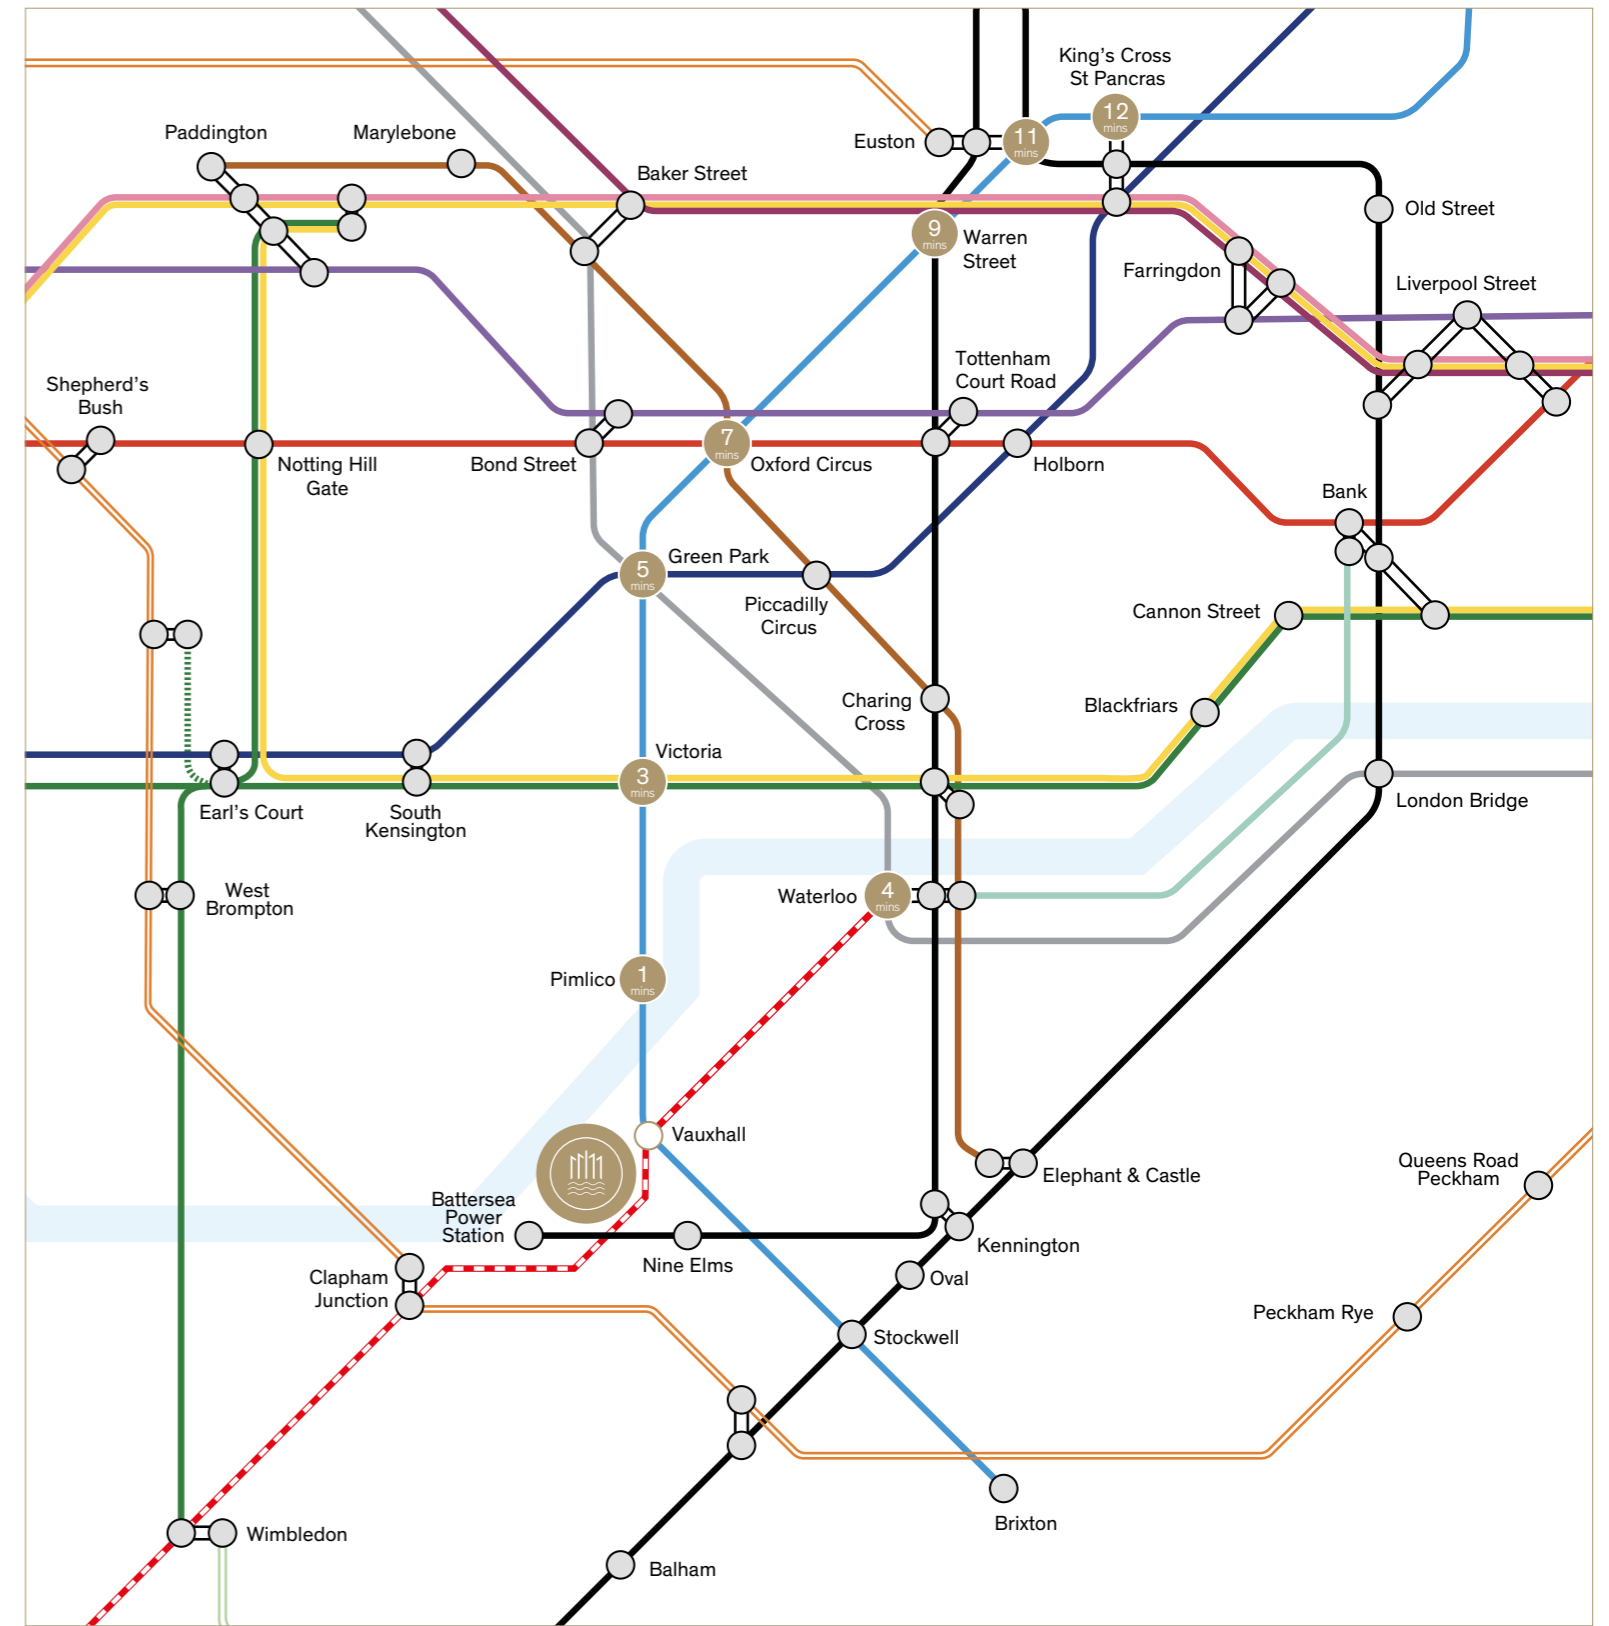 King's Cross
St Pancras
12
mins
Paddington
Marylebone
Euston
11
mins
Baker Street
Old Street
9
mins
Warren
Street
Farringdon
Liverpool Street
Tottenham
Court Road
Shepherd's
Bush
7
mins
Notting Hill
Gate
Bond Street
Oxford Circus
Holborn
Bank
Green Park
5
mins
Piccadilly
Circus
Cannon Street
Charing
Cross
Blackfriars
Victoria
3
mins
Earl's Court
South
Kensington
London Bridge
West
Brompton
Waterloo
4
mins
Pimlico
1
mins
Vauxhall
Queens Road
Peckham
Elephant & Castle
Battersea
Power
Station
Nine Elms
Kennington
Clapham
Junction
Oval
Peckham Rye
Stockwell
Brixton
Wimbledon
Balham